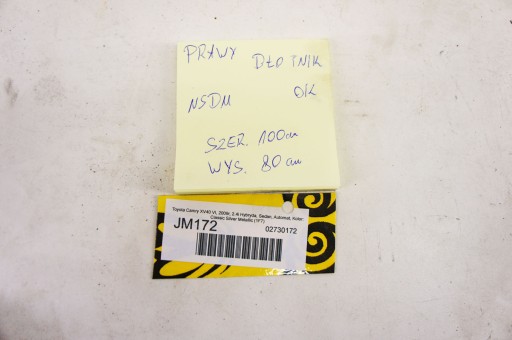 PRAWY BŁOTNIK
NSDM OK
SZER. 100cm
WYS. 80cm
Toyota Camry XV40 VI, 2009r, 2.4i Hybryda, Sedan, Automat, Kolor:
Classic Silver Metallic (1F7)
JM172 02730172